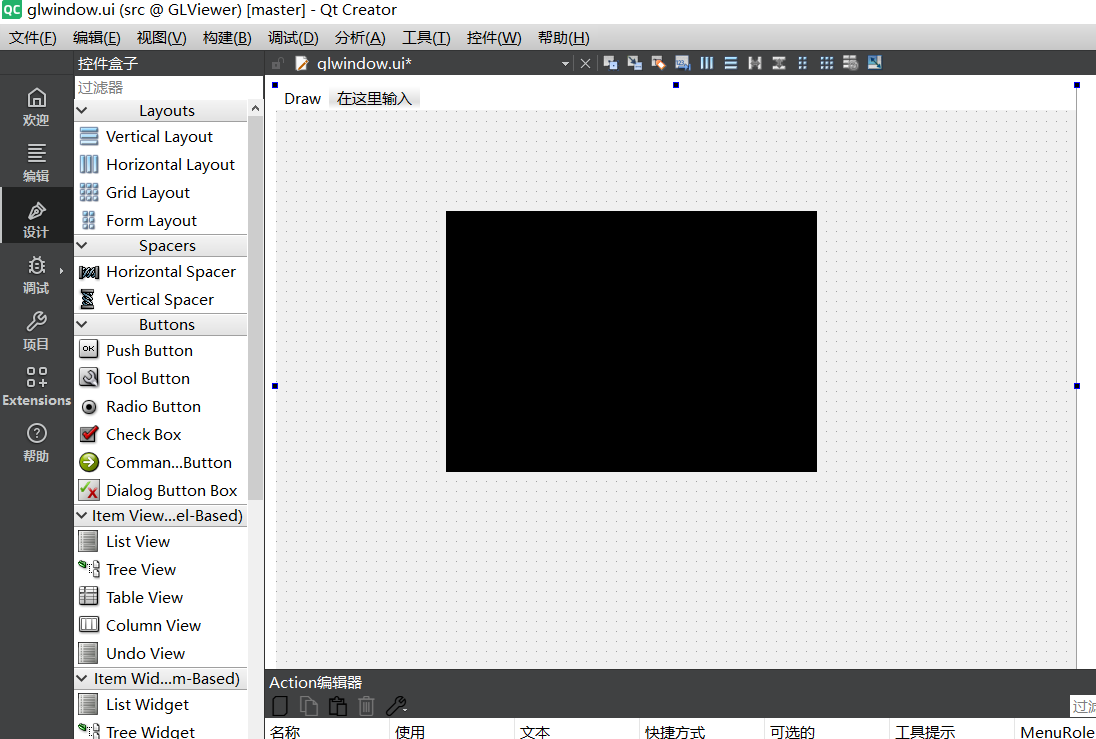 QC glwindow.ui (src @ GLViewer) [master] - Qt Creator
文件(F) 编辑(E) 视图(V) 构建(B) 调试(D) 分析(A) 工具(T) 控件(W) 帮助(H)
控件盒子
glwindow.ui*
过滤器
欢迎
编辑
设计
调试
项目
Extensions
帮助
Layouts
Vertical Layout
Horizontal Layout
Grid Layout
Form Layout
Spacers
Horizontal Spacer
Vertical Spacer
Buttons
OK Push Button
Tool Button
Radio Button
Check Box
Comman...Button
Dialog Button Box
Item View...el-Based)
List View
Tree View
Table View
Column View
Undo View
Item Wid...m-Based)
List Widget
Tree Widget
Draw 在这里输入
Action编辑器
过滤
名称 使用 文本 快捷方式 可选的 工具提示 MenuRole